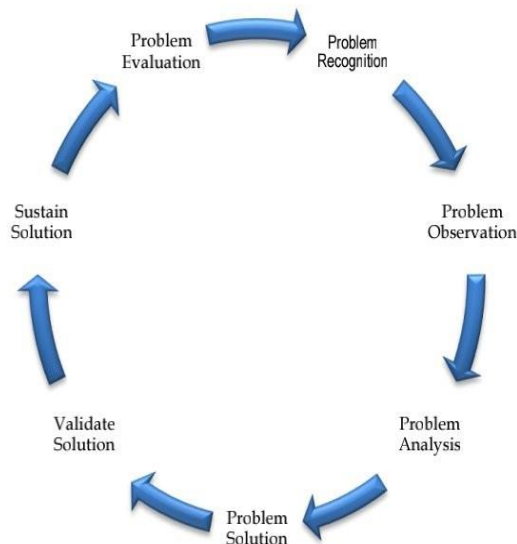 Problem
Evaluation
Problem
Recognition
Problem
Observation
Problem
Analysis
Problem
Solution
Validate
Solution
Sustain
Solution